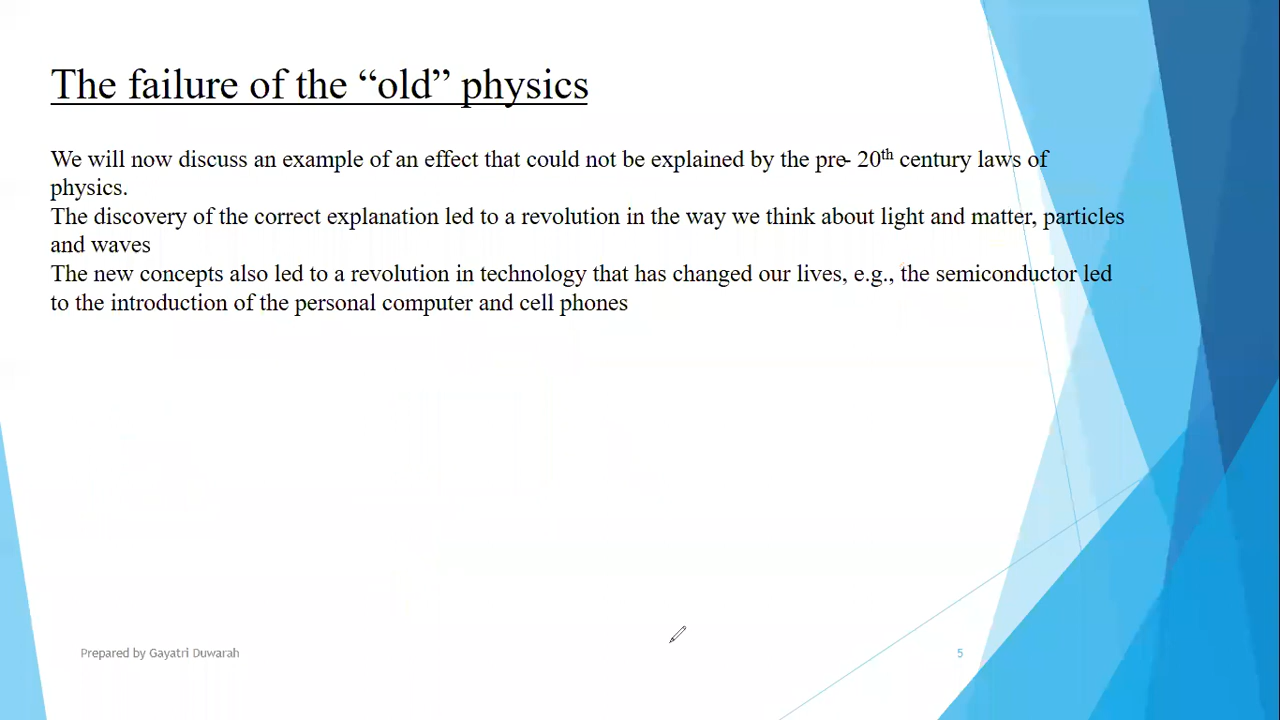 The failure of the “old” physics
We will now discuss an example of an effect that could not be explained by the pre- 20th century laws of
physics.
The discovery of the correct explanation led to a revolution in the way we think about light and matter, particles
and waves
The new concepts also led to a revolution in technology that has changed our lives, e.g., the semiconductor led
to the introduction of the personal computer and cell phones
Prepared by Gayatri Duwarah
5